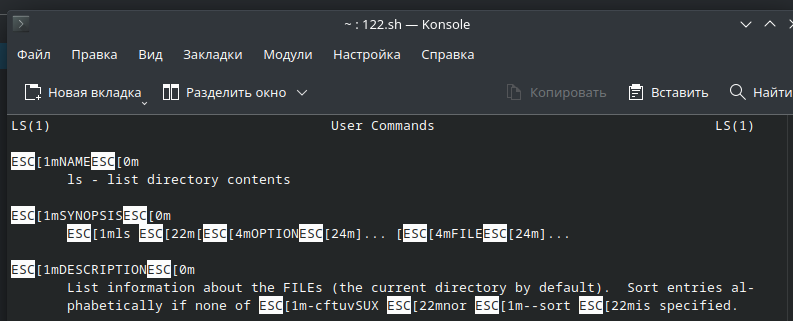 ~ : 122.sh — Konsole
Файл Правка Вид Закладки Модули Настройка Справка
Новая вкладка Разделить окно Копировать Вставить Найти
LS(1) User Commands LS(1)
ESC[1mNAMEESC[0m
ls - list directory contents
ESC[1mSYNOPSISESC[0m
ESC[1mls ESC[22m[ESC[4mOPTIONESC[24m]... [ESC[4mFILEESC[24m]...
ESC[1mDESCRIPTIONESC[0m
List information about the FILEs (the current directory by default). Sort entries al-
phabetically if none of ESC[1m-cftuvSUX ESC[22mnor ESC[1m--sort ESC[22mis specified.